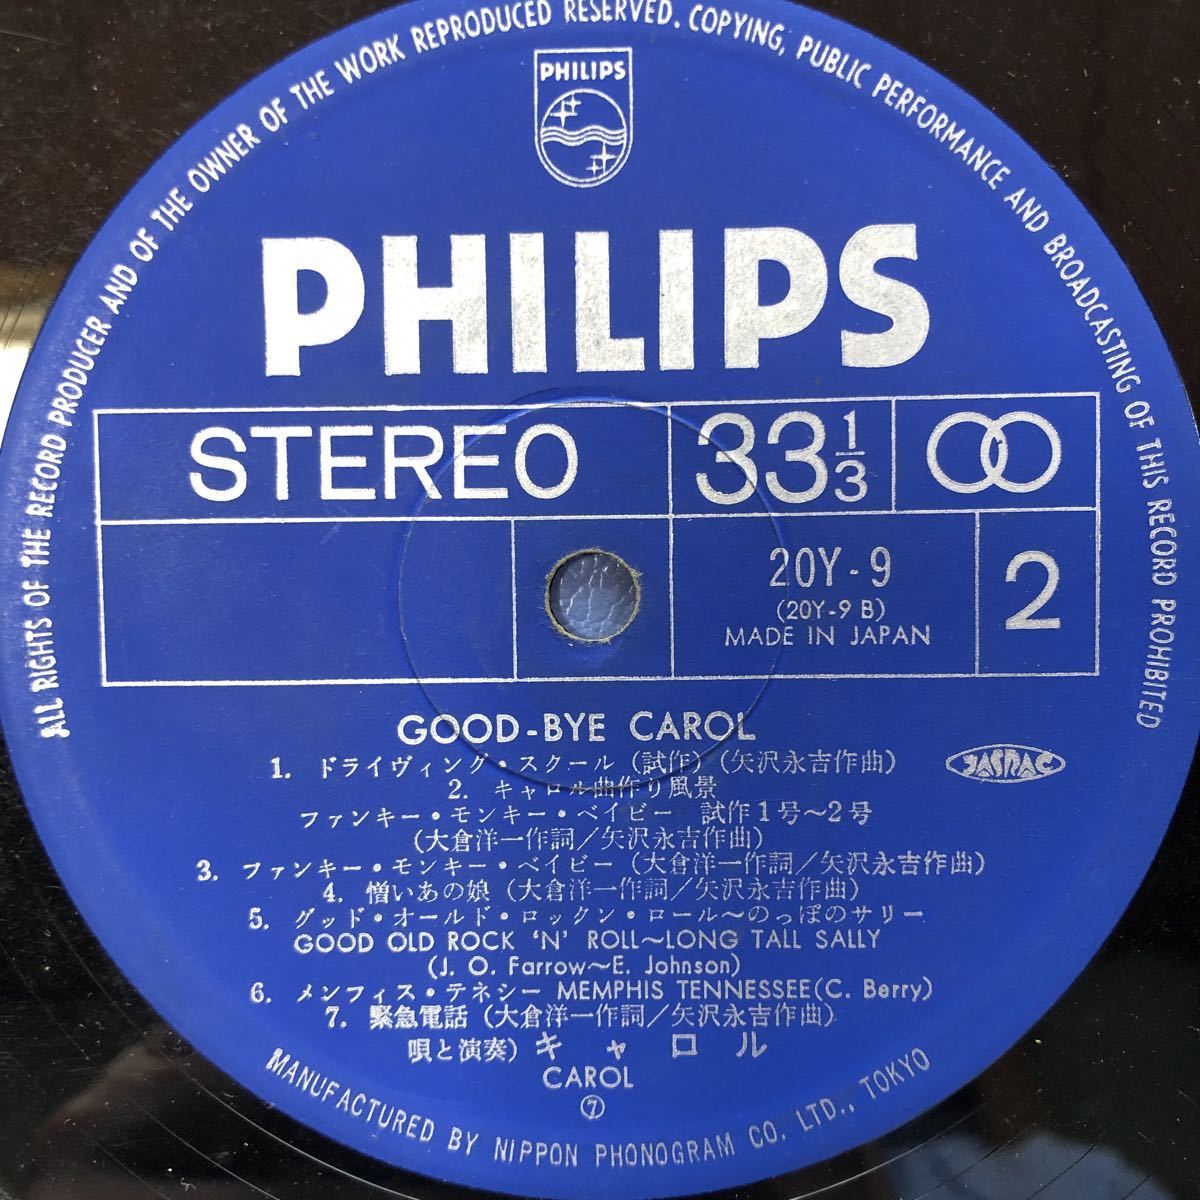 ALL RIGHTS OF THE RECORD PRODUCER AND OF THE OWNER OF THE WORK REPRODUCED RESERVED. COPYING, PUBLIC PERFORMANCE AND BROADCASTING OF THIS RECORD PROHIBITED
PHILIPS
PHILIPS
STEREO 33 1/3
20Y-9
(20Y-9 B)
MADE IN JAPAN
2
GOOD-BYE CAROL
1. ドライヴィング・スクール (試作) (矢沢永吉作曲)
JASRAC
2. キャロル曲作り風景
ファンキー・モンキー・ベイビー 試作1号〜2号
(大倉洋一作詞/矢沢永吉作曲)
3. ファンキー・モンキー・ベイビー (大倉洋一作詞/矢沢永吉作曲)
4. 憎いあの娘 (大倉洋一作詞/矢沢永吉作曲)
5. グッド・オールド・ロックン・ロール〜のっぽのサリー
GOOD OLD ROCK 'N' ROLL〜LONG TALL SALLY
(J. O. Farrow〜E. Johnson)
6. メンフィス・テネシー MEMPHIS TENNESSEE (C. Berry)
7. 緊急電話 (大倉洋一作詞/矢沢永吉作曲)
唄と演奏) キャロル
CAROL
⑦
MANUFACTURED BY NIPPON PHONOGRAM CO. LTD., TOKYO